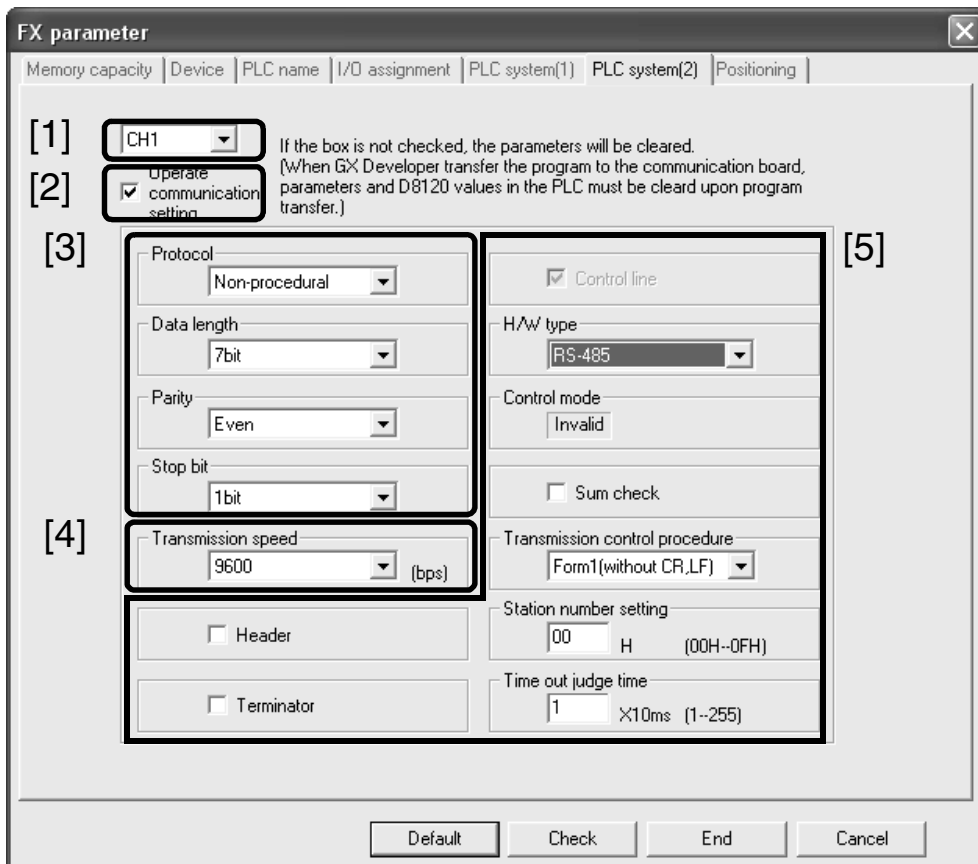 FX parameter
Memory capacity Device PLC name I/O assignment PLC system(1) PLC system(2) Positioning
[1] CH1
If the box is not checked, the parameters will be cleared.
(When GX Developer transfer the program to the communication board,
parameters and D8120 values in the PLC must be cleard upon program
transfer.)
[2] Operate
communication
setting
[3] [5]
Protocol
Non-procedural
Control line
Data length
7bit
H/W type
RS-485
Parity
Even
Control mode
Invalid
Stop bit
1bit
Sum check
[4]
Transmission speed
9600 (bps)
Transmission control procedure
Form1(without CR,LF)
Header
Station number setting
00 H (00H--0FH)
Terminator
Time out judge time
1 X10ms (1--255)
Default Check End Cancel